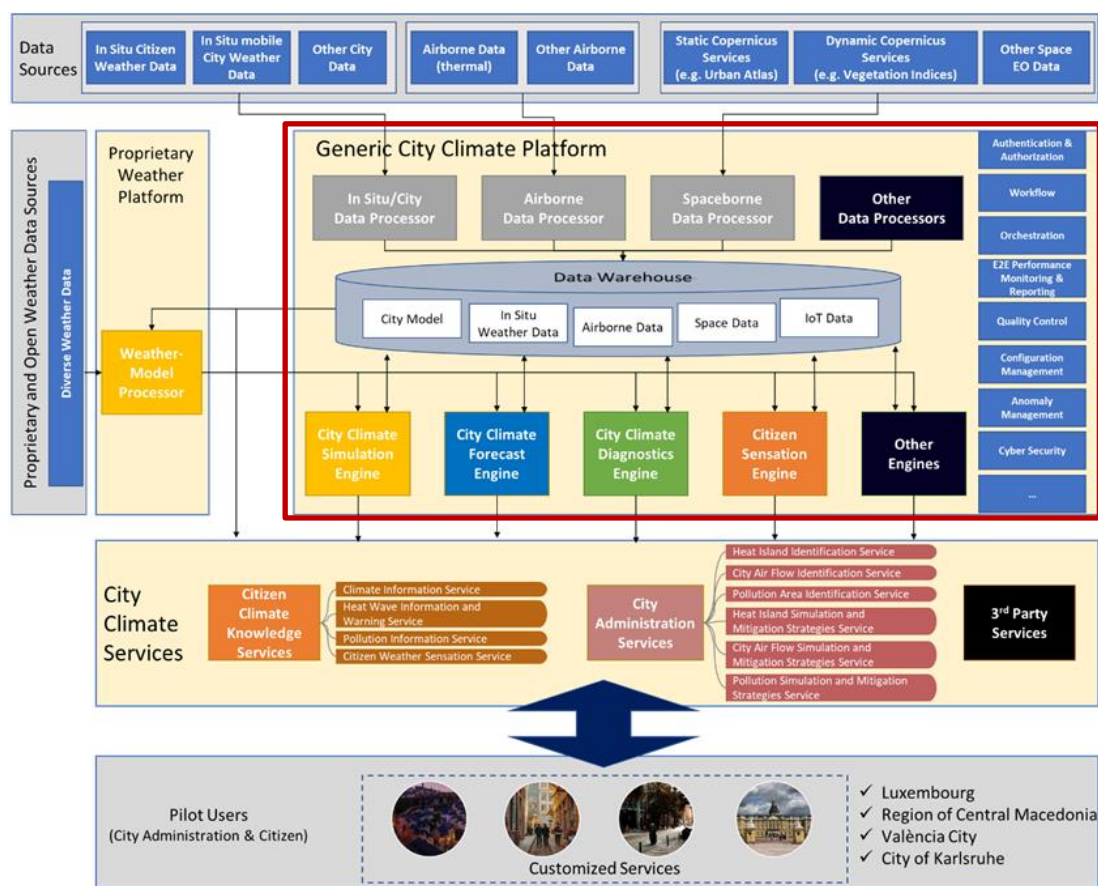 Data
Sources
In Situ Citizen
Weather Data
In Situ mobile
City Weather
Data
Other City
Data
Airborne Data
(thermal)
Other Airborne
Data
Static Copernicus
Services
(e.g. Urban Atlas)
Dynamic Copernicus
Services
(e.g. Vegetation Indices)
Other Space
EO Data
Proprietary and Open Weather Data Sources
Diverse Weather Data
Proprietary
Weather
Platform
Weather-
Model
Processor
Generic City Climate Platform
In Situ/City
Data Processor
Airborne
Data Processor
Spaceborne
Data Processor
Other
Data Processors
Data Warehouse
City Model
In Situ
Weather Data
Airborne Data
Space Data
IoT Data
City Climate
Simulation
Engine
City Climate
Forecast
Engine
City Climate
Diagnostics
Engine
Citizen
Sensation
Engine
Other
Engines
Authentication &
Authorization
Workflow
Orchestration
E2E Performance
Monitoring &
Reporting
Quality Control
Configuration
Management
Anomaly
Management
Cyber Security
...
City
Climate
Services
Citizen
Climate
Knowledge
Services
Climate Information Service
Heat Wave Information and
Warning Service
Pollution Information Service
Citizen Weather Sensation Service
City
Administration
Services
Heat Island Identification Service
City Air Flow Identification Service
Pollution Area Identification Service
Heat Island Simulation and
Mitigation Strategies Service
City Air Flow Simulation and
Mitigation Strategies Service
Pollution Simulation and Mitigation
Strategies Service
3rd Party
Services
Pilot Users
(City Administration & Citizen)
Customized Services
✓ Luxembourg
✓ Region of Central Macedonia
✓ València City
✓ City of Karlsruhe